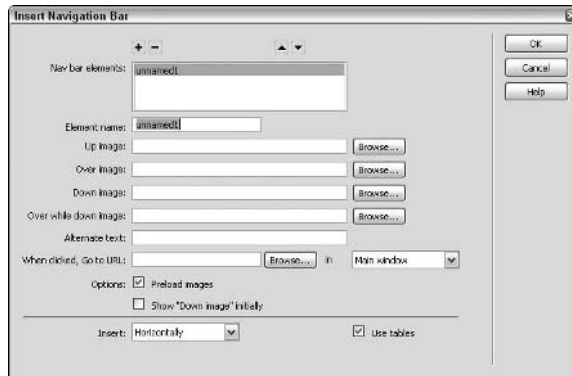 Insert Navigation Bar
OK
Nav bar elements: unnamed1
Cancel
Help
Element name: unnamed1
Up image: Browse...
Over image: Browse...
Down image: Browse...
Over while down image: Browse...
Alternate text:
When clicked, Go to URL: Browse... in Main window
Options: Preload images
Show "Down image" initially
Insert: Horizontally Use tables